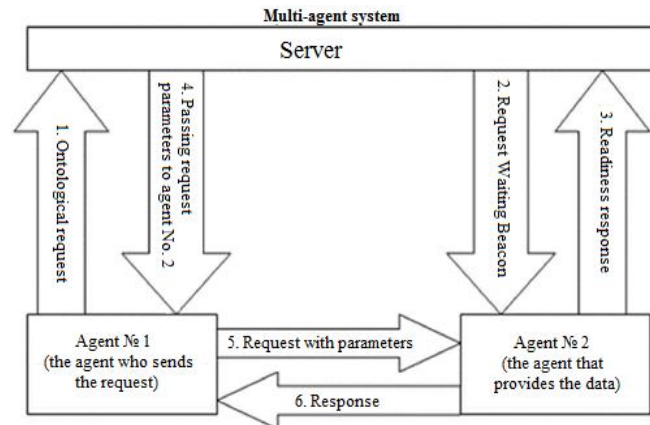 Multi-agent system
Server
1. Ontological request
4. Passing request
parameters to agent No. 2
2. Request Waiting
Beacon
3. Readiness response
Agent № 1
(the agent who sends
the request)
5. Request with parameters
Agent № 2
(the agent that
provides the data)
6. Response